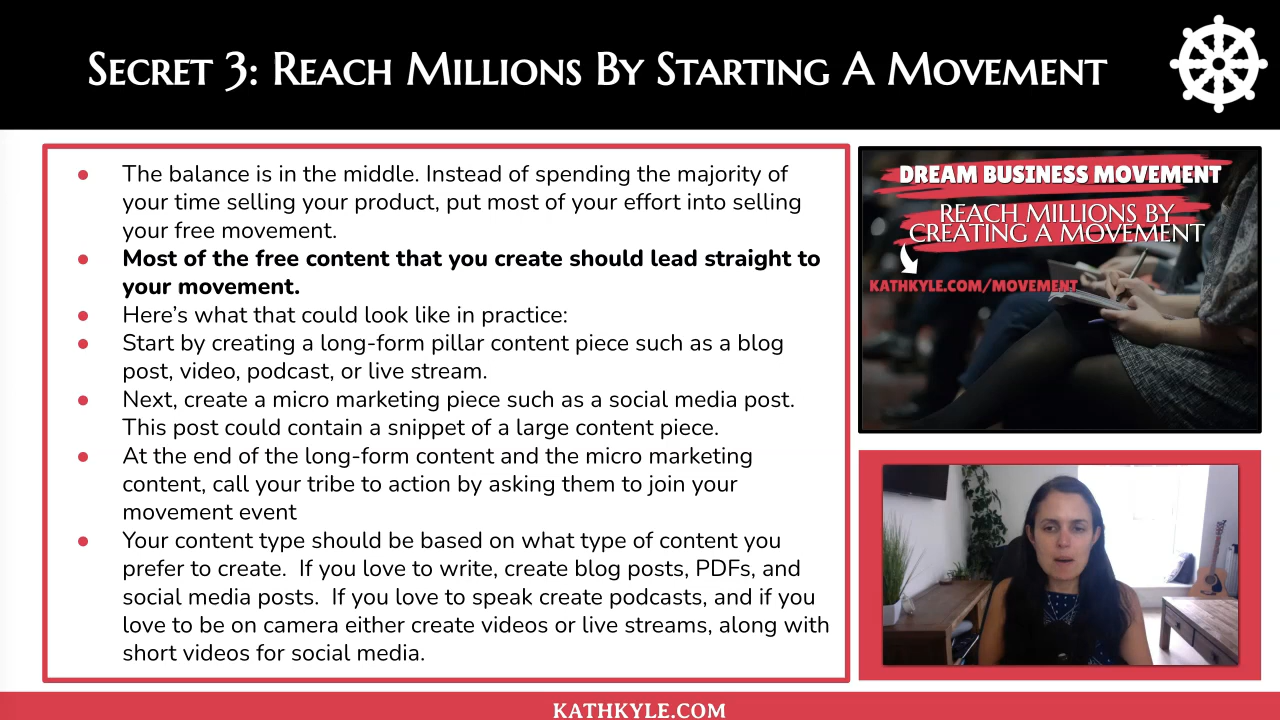 Secret 3: Reach Millions By Starting A Movement
● The balance is in the middle. Instead of spending the majority of
your time selling your product, put most of your effort into selling
your free movement.
● Most of the free content that you create should lead straight to
your movement.
● Here’s what that could look like in practice:
● Start by creating a long-form pillar content piece such as a blog
post, video, podcast, or live stream.
● Next, create a micro marketing piece such as a social media post.
This post could contain a snippet of a large content piece.
● At the end of the long-form content and the micro marketing
content, call your tribe to action by asking them to join your
movement event
● Your content type should be based on what type of content you
prefer to create.  If you love to write, create blog posts, PDFs, and
social media posts.  If you love to speak create podcasts, and if you
love to be on camera either create videos or live streams, along with
short videos for social media.
DREAM BUSINESS MOVEMENT
REACH MILLIONS BY
CREATING A MOVEMENT
KATHKYLE.COM/MOVEMENT
KATHKYLE.COM